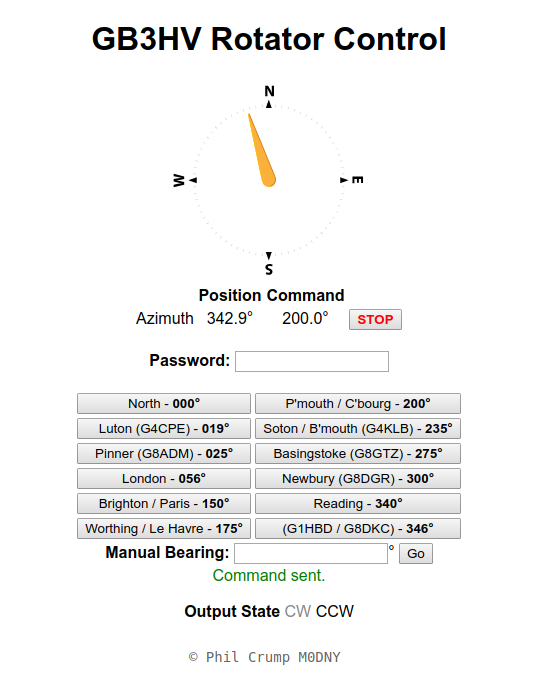 GB3HV Rotator Control
N
W E
S
Position Command
Azimuth 342.9° 200.0° STOP
Password:
North - 000° P'mouth / C'bourg - 200°
Luton (G4CPE) - 019° Soton / B'mouth (G4KLB) - 235°
Pinner (G8ADM) - 025° Basingstoke (G8GTZ) - 275°
London - 056° Newbury (G8DGR) - 300°
Brighton / Paris - 150° Reading - 340°
Worthing / Le Havre - 175° (G1HBD / G8DKC) - 346°
Manual Bearing: ° Go
Command sent.
Output State CW CCW
© Phil Crump M0DNY